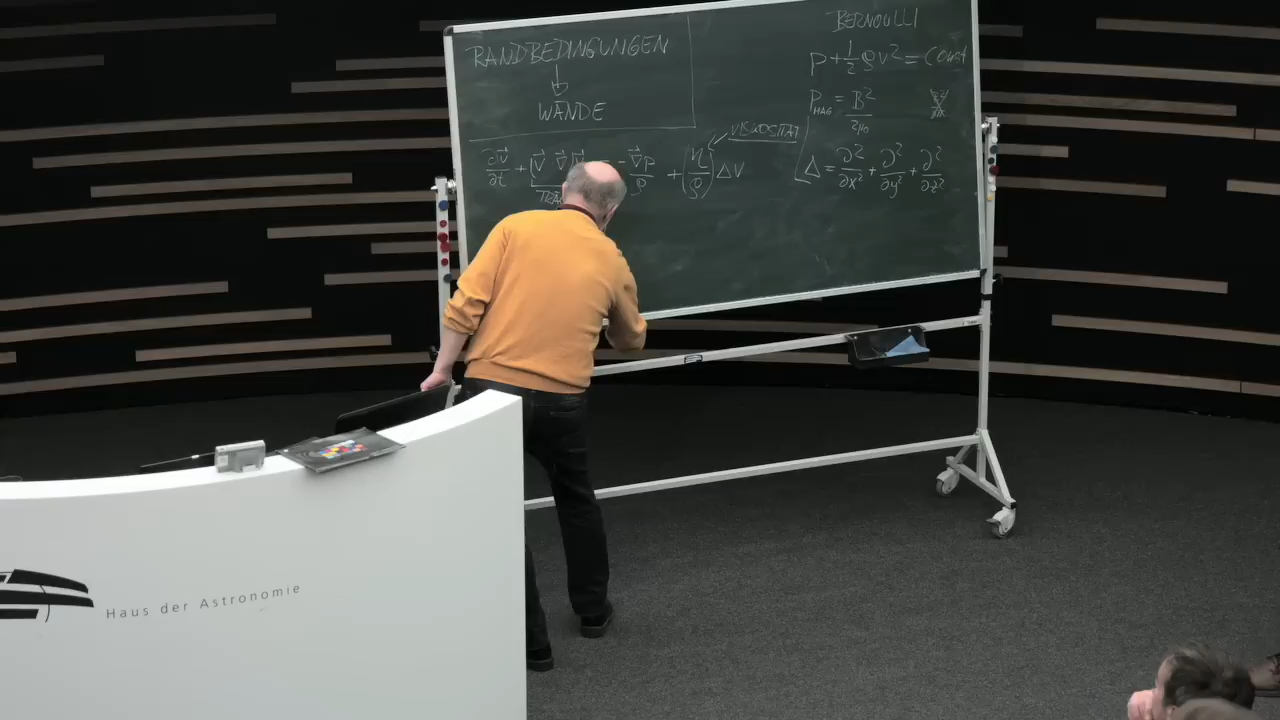 RANDBEDINGUNGEN
↓
WÄNDE
VISKOSITÄT
∂v⃗/∂t + (v⃗ ∇⃗)v⃗ = -∇⃗p/ρ + (η/ρ) Δv
BERNOULLI
P + 1/2 ρv² = Const
P_MAG = B²/2μ₀
Δ = ∂²/∂x² + ∂²/∂y² + ∂²/∂z²
Haus der Astronomie